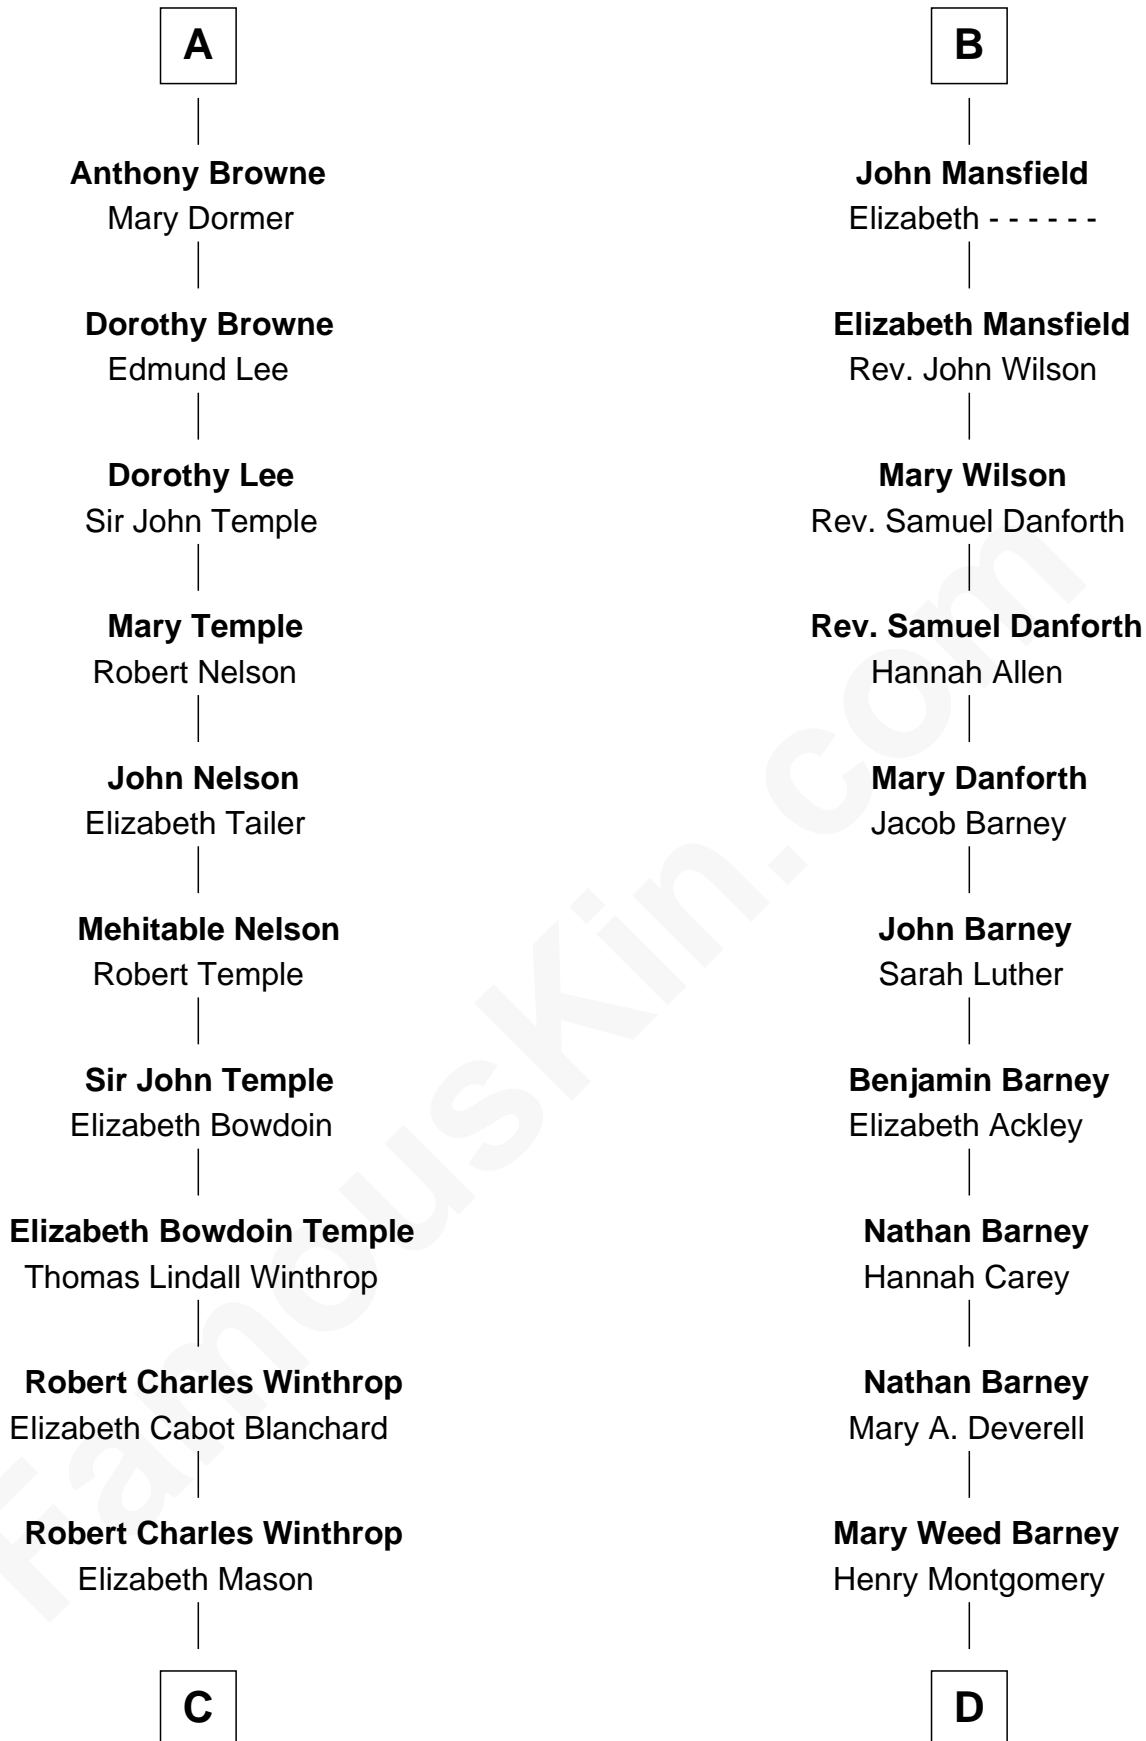 A
Anthony Browne
Mary Dormer
Dorothy Browne
Edmund Lee
Dorothy Lee
Sir John Temple
Mary Temple
Robert Nelson
John Nelson
Elizabeth Tailer
Mehitable Nelson
Robert Temple
Sir John Temple
Elizabeth Bowdoin
Elizabeth Bowdoin Temple
Thomas Lindall Winthrop
Robert Charles Winthrop
Elizabeth Cabot Blanchard
Robert Charles Winthrop
Elizabeth Mason
C
B
John Mansfield
Elizabeth - - - - - -
Elizabeth Mansfield
Rev. John Wilson
Mary Wilson
Rev. Samuel Danforth
Rev. Samuel Danforth
Hannah Allen
Mary Danforth
Jacob Barney
John Barney
Sarah Luther
Benjamin Barney
Elizabeth Ackley
Nathan Barney
Hannah Carey
Nathan Barney
Mary A. Deverell
Mary Weed Barney
Henry Montgomery
D
FamousKin.com